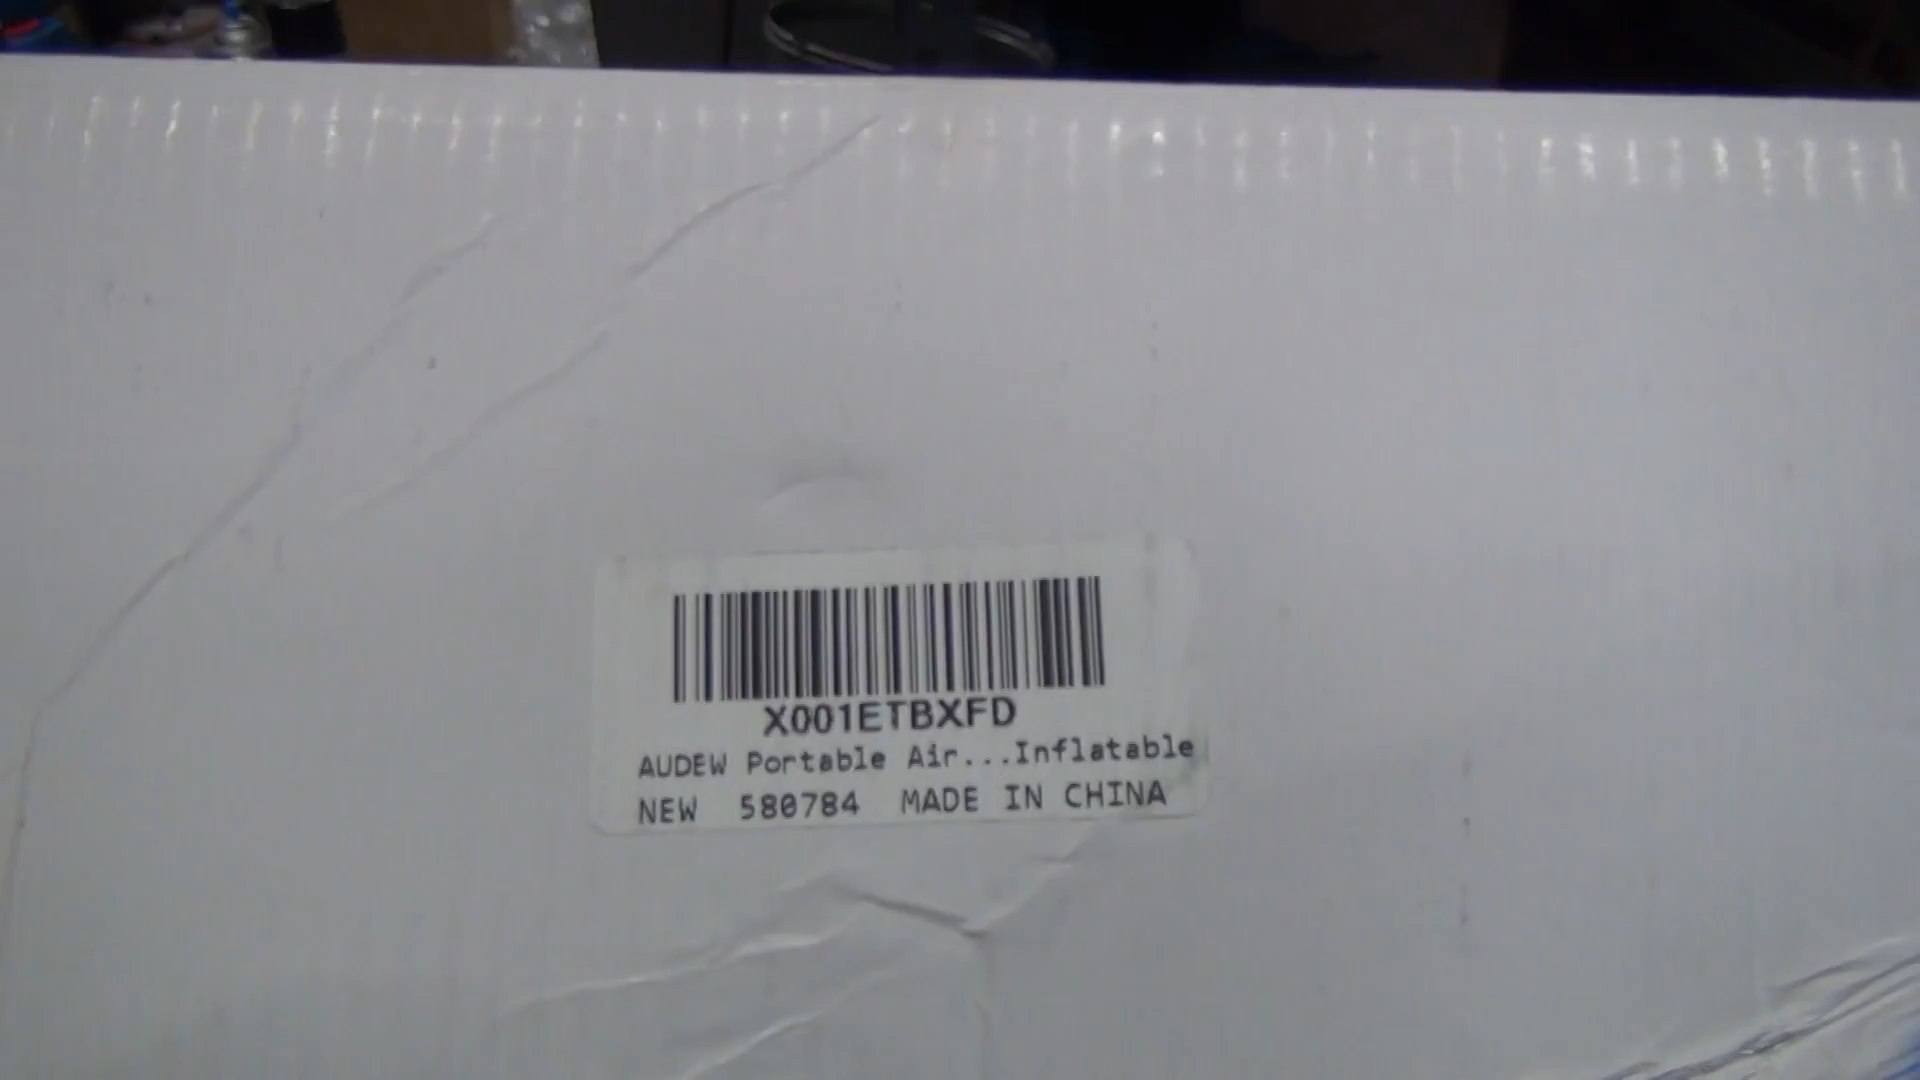 X001ETBXFD
AUDEW Portable Air...Inflatable
NEW 580784 MADE IN CHINA